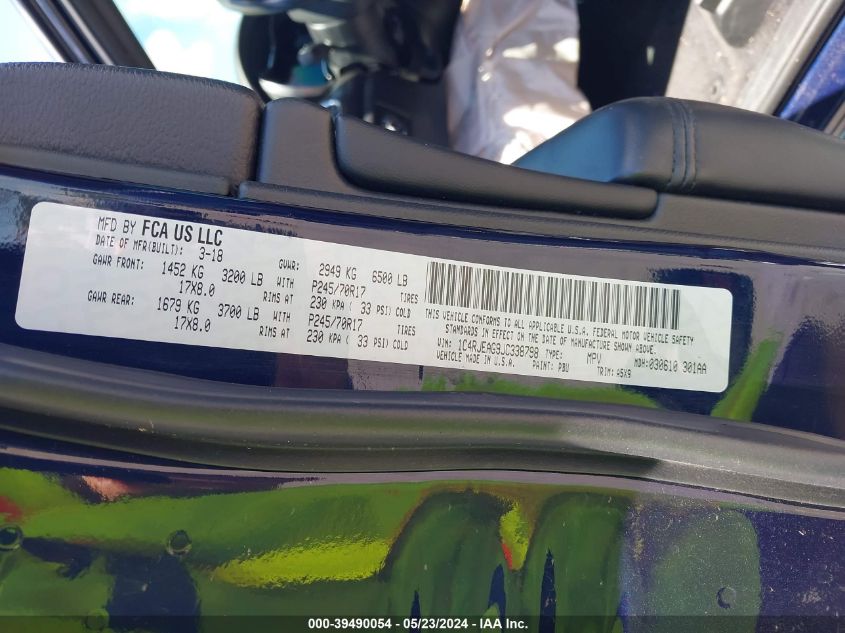 MFD BY FCA US LLC
DATE OF MFR(BUILT): 3-18
GVWR: 2949 KG 6500 LB
GAWR FRONT: 1452 KG 3200 LB WITH P245/70R17 TIRES
17X8.0 RIMS AT 230 KPA ( 33 PSI) COLD
GAWR REAR: 1679 KG 3700 LB WITH P245/70R17 TIRES
17X8.0 RIMS AT 230 KPA ( 33 PSI) COLD
THIS VEHICLE CONFORMS TO ALL APPLICABLE U.S.A. FEDERAL MOTOR VEHICLE SAFETY
STANDARDS IN EFFECT ON THE DATE OF MANUFACTURE SHOWN ABOVE.
VIN: 1C4RJEAG9JC338798 TYPE: MPV MDH:030610 301AA
VEHICLE MADE IN U.S.A. PAINT: PBU TRIM: A5X9
000-39490054 / 05/23/2024 - IAA Inc.